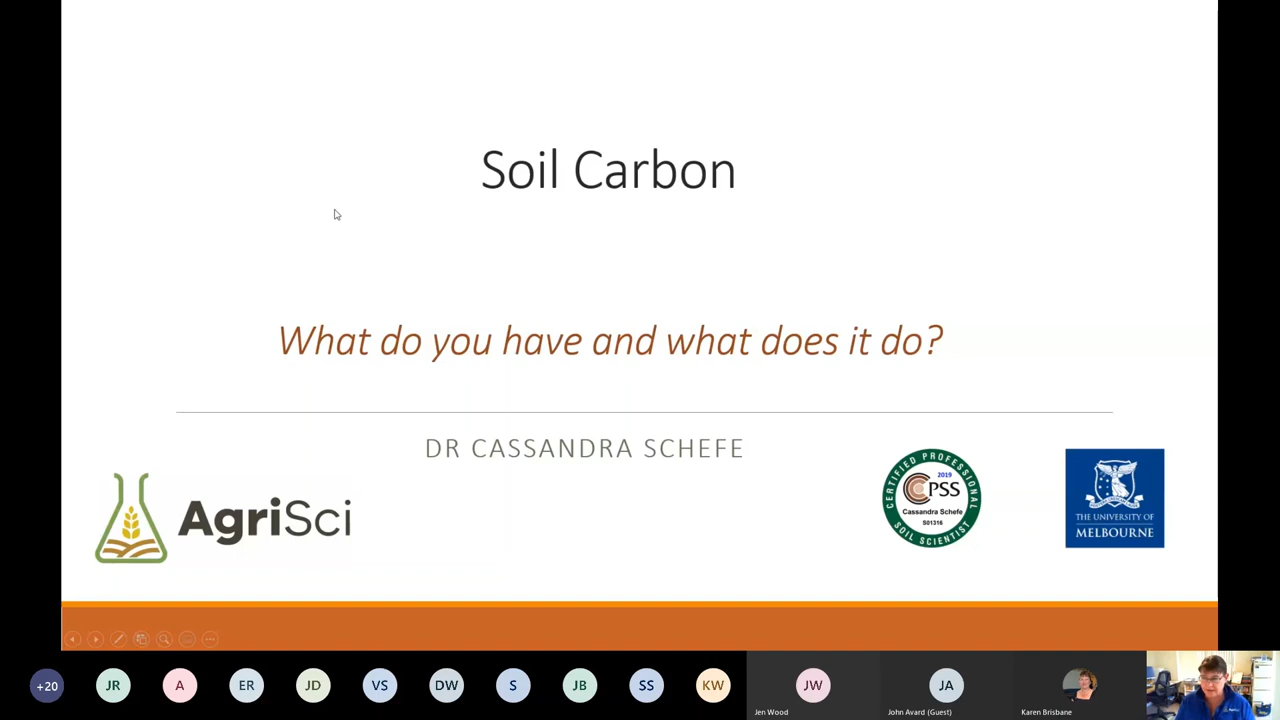 Soil Carbon
What do you have and what does it do?
DR CASSANDRA SCHEFE
AgriSci
CERTIFIED PROFESSIONAL
2019
CPSS
Cassandra Schefe
S01316
SOIL SCIENTIST
THE UNIVERSITY OF
MELBOURNE
+20
JR
A
ER
JD
VS
DW
S
JB
SS
KW
JW
JA
Jen Wood
John Avard (Guest)
Karen Brisbane